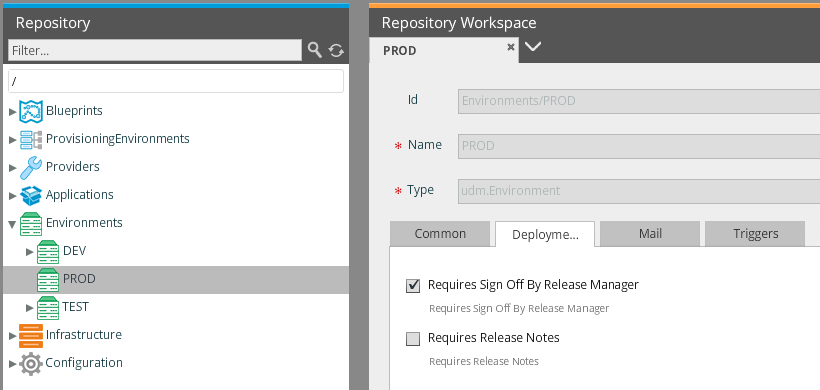 Repository
Filter...
/
Blueprints
ProvisioningEnvironments
Providers
Applications
Environments
DEV
PROD
TEST
Infrastructure
Configuration
Repository Workspace
PROD
Id
Environments/PROD
* Name
PROD
* Type
udm.Environment
Common
Deployme...
Mail
Triggers
Requires Sign Off By Release Manager
Requires Sign Off By Release Manager
Requires Release Notes
Requires Release Notes